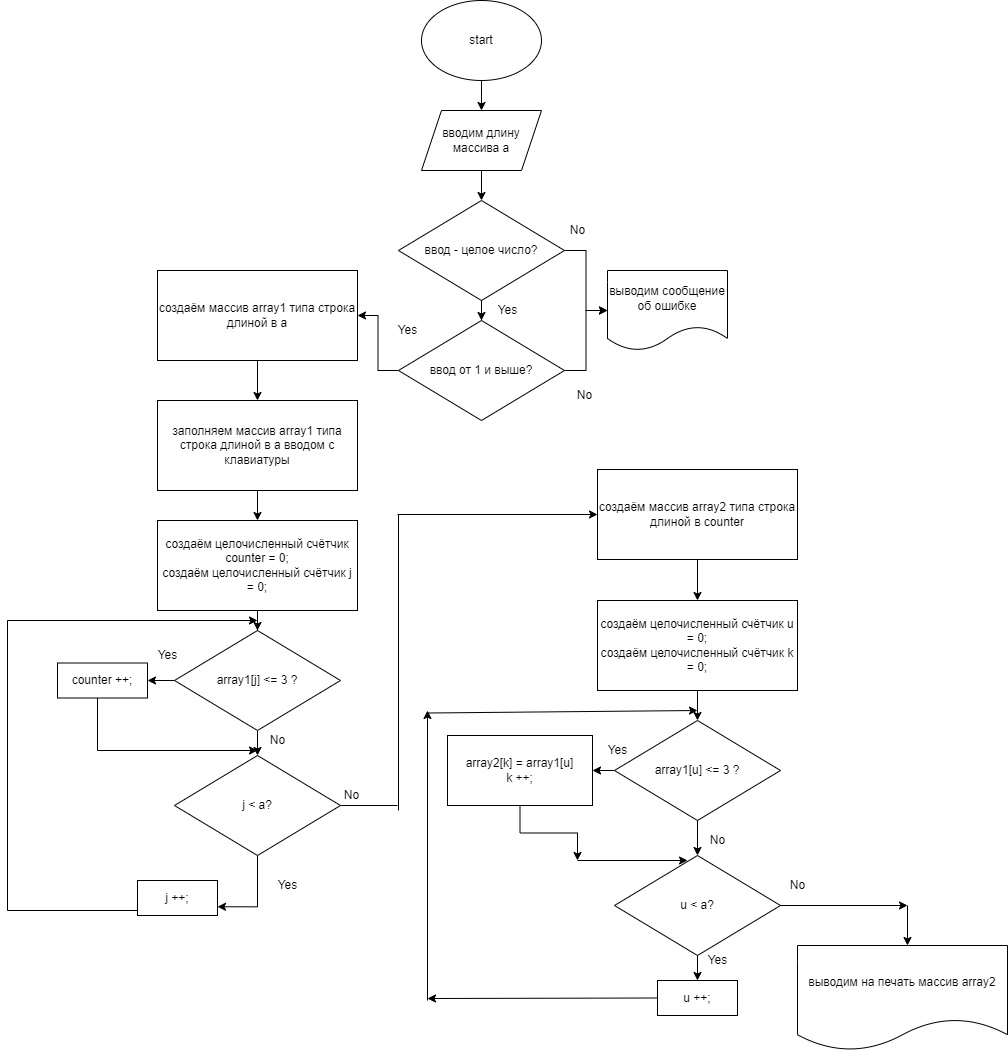 start
вводим длину
массива a
ввод - целое число?
No
Yes
выводим сообщение
об ошибке
ввод от 1 и выше?
No
Yes
создаём массив array1 типа строка
длиной в a
заполняем массив array1 типа
строка длиной в a вводом с
клавиатуры
создаём целочисленный счётчик
counter = 0;
создаём целочисленный счётчик j
= 0;
array1[j] <= 3 ?
Yes
counter ++;
No
j < a?
No
Yes
j ++;
создаём массив array2 типа строка
длиной в counter
создаём целочисленный счётчик u
= 0;
создаём целочисленный счётчик k
= 0;
array1[u] <= 3 ?
Yes
array2[k] = array1[u]
k ++;
No
u < a?
No
Yes
u ++;
выводим на печать массив array2